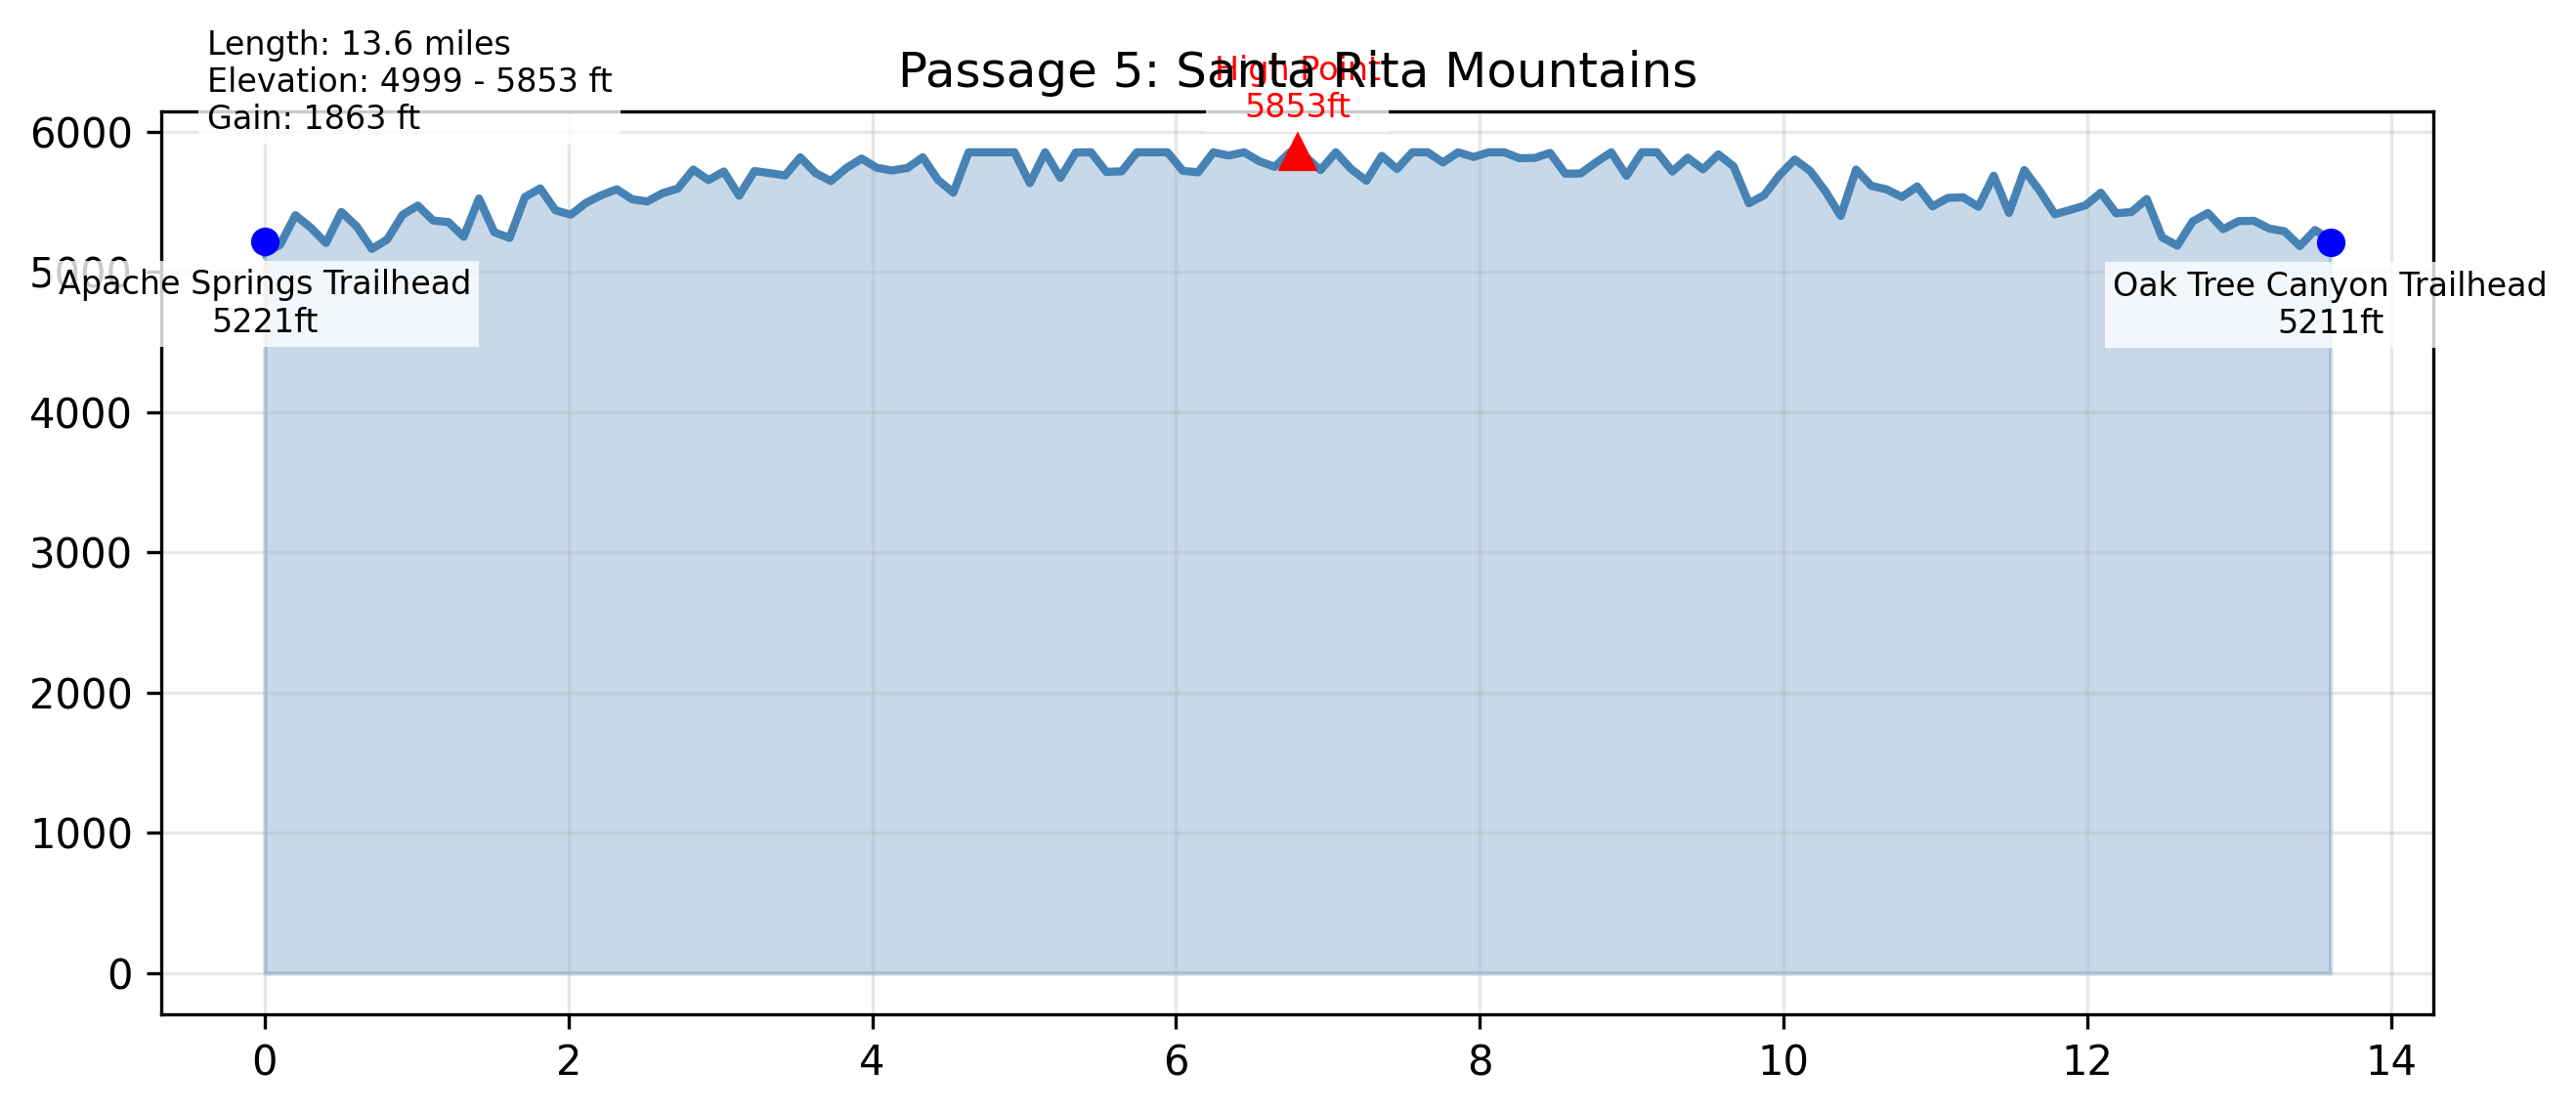 Length: 13.6 miles
Elevation: 4999 - 5853 ft
Gain: 1863 ft
Passage 5: Santa Rita Mountains
High Point
5853ft
6000
5000
4000
3000
2000
1000
0
Apache Springs Trailhead
5221ft
Oak Tree Canyon Trailhead
5211ft
0 2 4 6 8 10 12 14